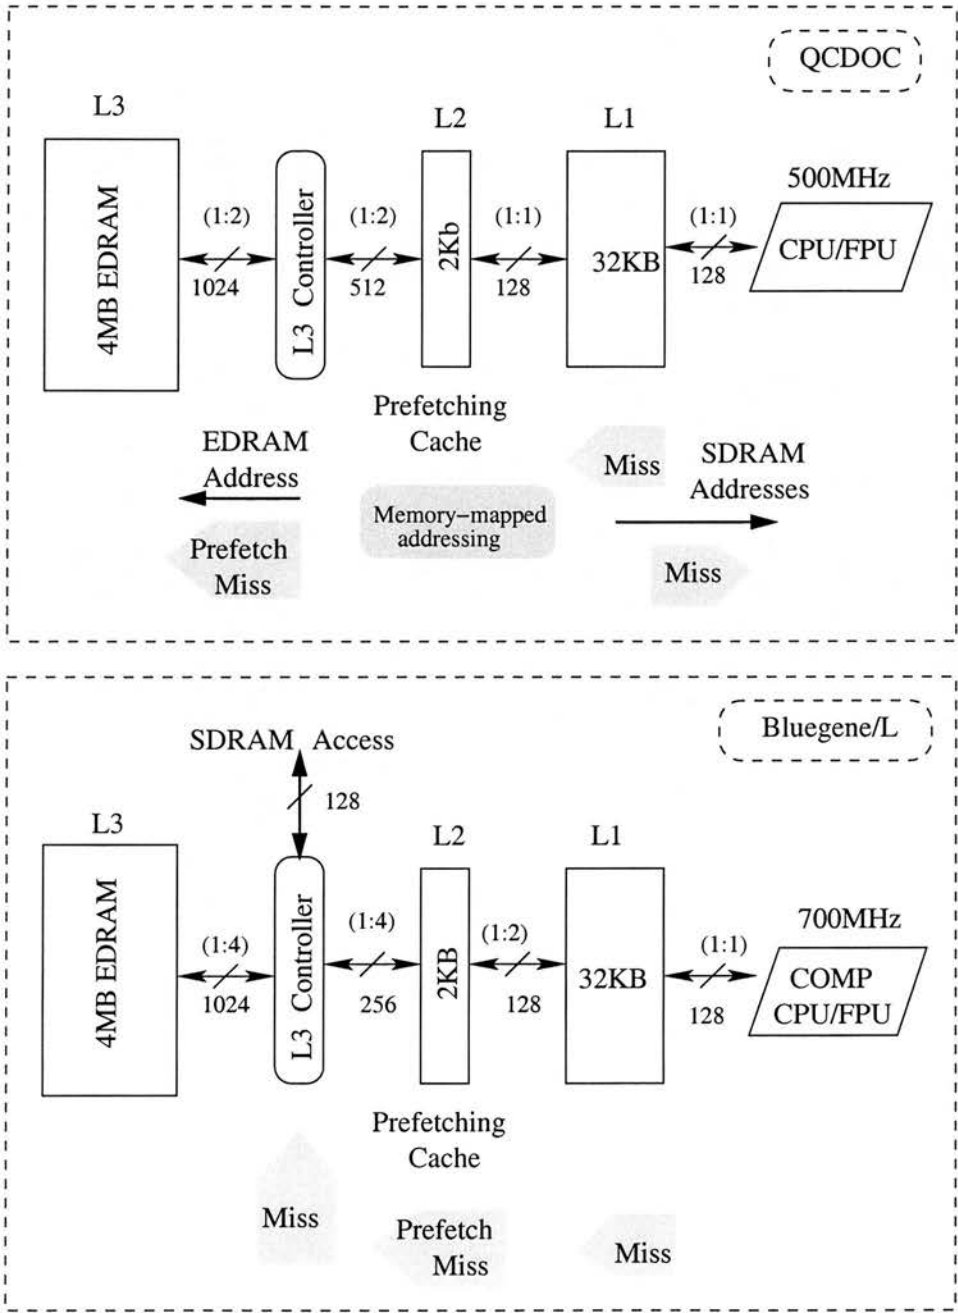 QCDOC
L3
L2
L1
500MHz
4MB EDRAM
(1:2)
1024
L3 Controller
(1:2)
512
2Kb
(1:1)
128
32KB
(1:1)
128
CPU/FPU
Prefetching
Cache
EDRAM
Address
Miss
SDRAM
Addresses
Memory-mapped
addressing
Prefetch
Miss
Miss
Bluegene/L
SDRAM Access
128
L3
L2
L1
700MHz
4MB EDRAM
(1:4)
1024
L3 Controller
(1:4)
256
2KB
(1:2)
128
32KB
(1:1)
128
COMP
CPU/FPU
Prefetching
Cache
Miss
Prefetch
Miss
Miss